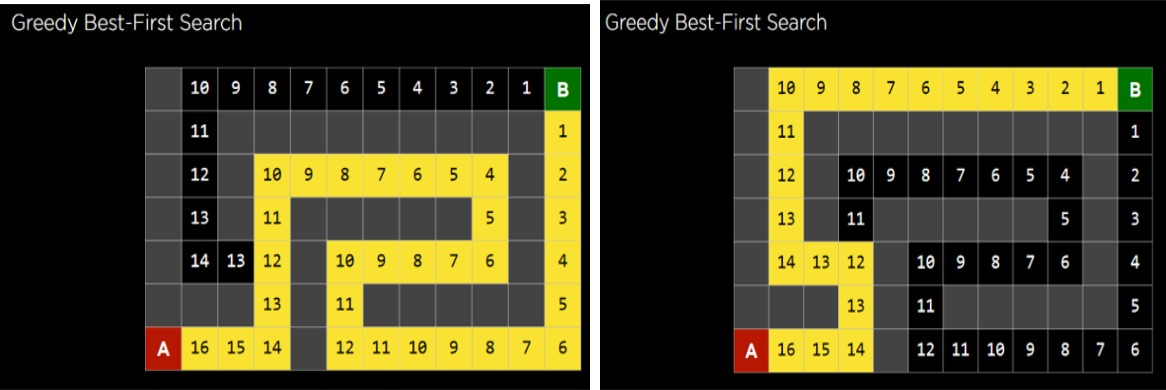 Greedy Best-First Search
10 9 8 7 6 5 4 3 2 1 B
11 1
12 10 9 8 7 6 5 4 2
13 11 5 3
14 13 12 10 9 8 7 6 4
13 11 5
A 16 15 14 12 11 10 9 8 7 6
Greedy Best-First Search
10 9 8 7 6 5 4 3 2 1 B
11 1
12 10 9 8 7 6 5 4 2
13 11 5 3
14 13 12 10 9 8 7 6 4
13 11 5
A 16 15 14 12 11 10 9 8 7 6